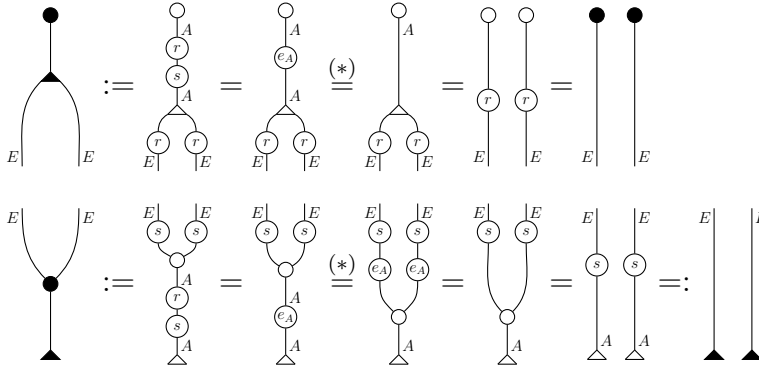 A A A
r
e_A (∗)
s
:= = = = =
A A
r r
r r r r r r
E E E E E E E E E E E E
E E E E E E E E E E E E E E
s s s s s s s s
(∗) e_A e_A s s
A
:= = = = = =:
r A
e_A
s
A A A A A A